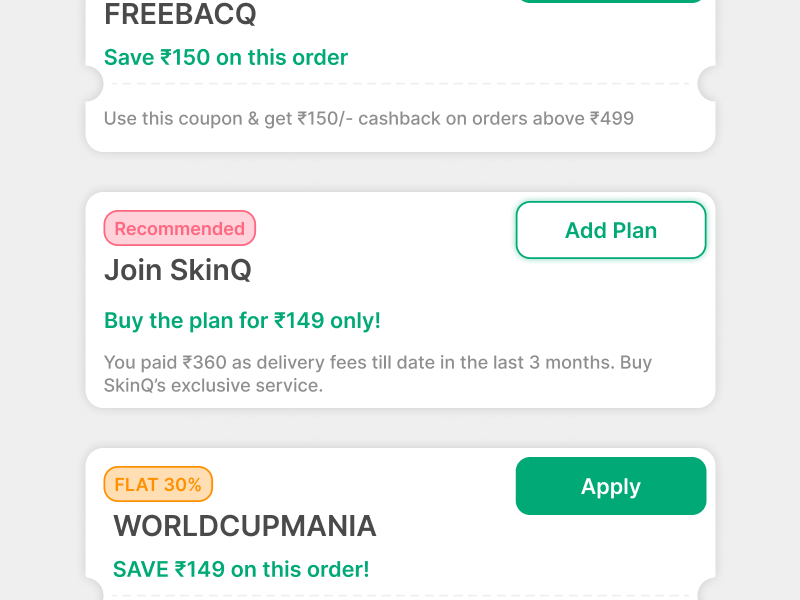 FREEBACQ
Save ₹150 on this order
Use this coupon & get ₹150/- cashback on orders above ₹499
Recommended
Add Plan
Join SkinQ
Buy the plan for ₹149 only!
You paid ₹360 as delivery fees till date in the last 3 months. Buy
SkinQ’s exclusive service.
FLAT 30%
Apply
WORLDCUPMANIA
SAVE ₹149 on this order!